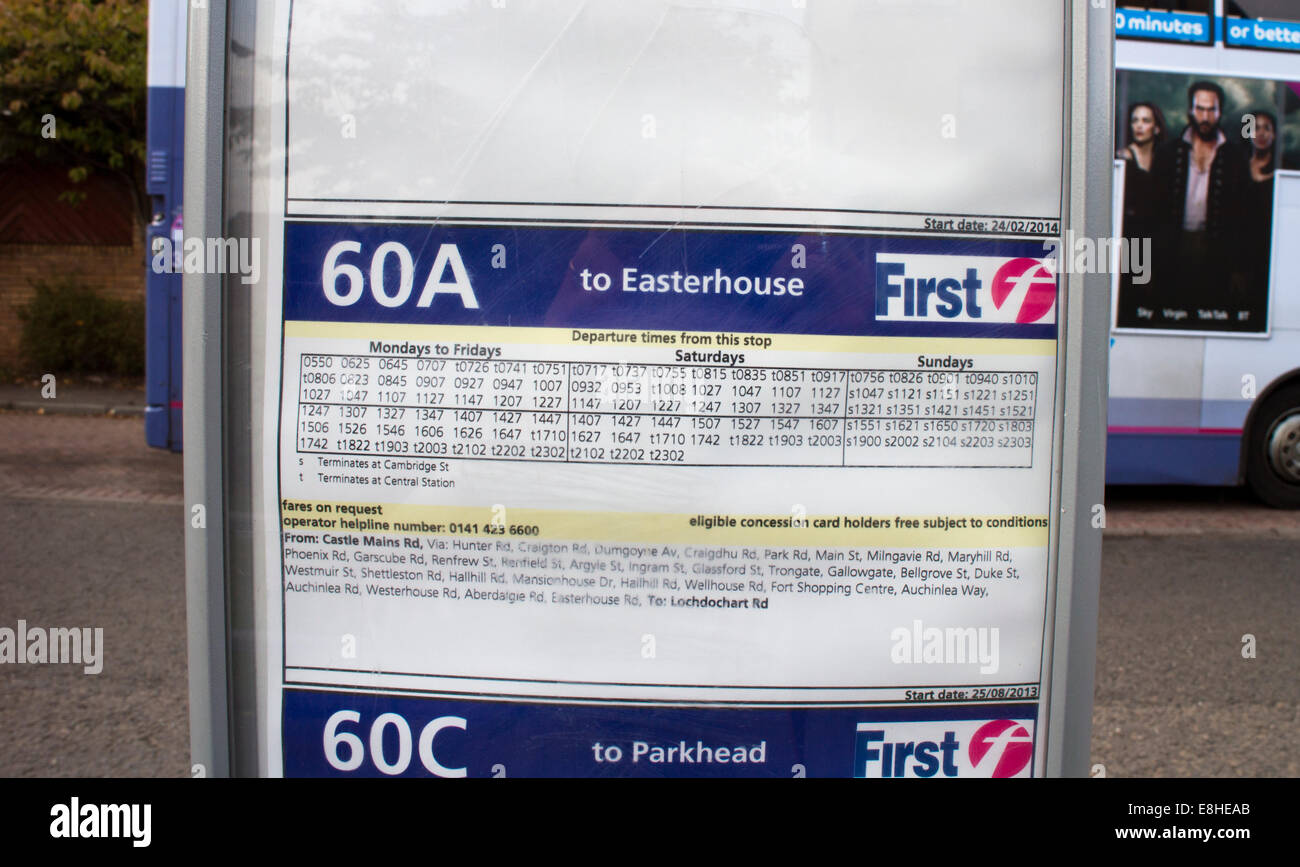 0 minutes
or bette
Sky Virgin TalkTalk BT
Start date: 24/02/2014
60A to Easterhouse First
Departure times from this stop
Mondays to Fridays Saturdays Sundays
0550 0625 0645 0707 t0726 t0741 t0751 t0717 t0737 t0755 t0815 t0835 t0851 t0917 t0756 t0826 t0901 t0940 s1010
t0806 0823 0845 0907 0927 0947 1007 0932 0953 t1008 1027 1047 1107 1127 s1047 s1121 s1151 s1221 s1251
1027 1047 1107 1127 1147 1207 1227 1147 1207 1227 1247 1307 1327 1347 s1321 s1351 s1421 s1451 s1521
1247 1307 1327 1347 1407 1427 1447 1407 1427 1447 1507 1527 1547 1607 s1551 s1621 s1650 s1720 s1803
1506 1526 1546 1606 1626 1647 t1710 1627 1647 t1710 1742 t1822 t1903 t2003 s1900 s2002 s2104 s2203 s2303
1742 t1822 t1903 t2003 t2102 t2202 t2302 t2102 t2202 t2302
s Terminates at Cambridge St
t Terminates at Central Station
fares on request
operator helpline number: 0141 423 6600 eligible concession card holders free subject to conditions
From: Castle Mains Rd, Via: Hunter Rd, Craigton Rd, Dumgoyne Av, Craigdhu Rd, Park Rd, Main St, Milngavie Rd, Maryhill Rd,
Phoenix Rd, Garscube Rd, Renfrew St, Renfield St, Argyle St, Ingram St, Glassford St, Trongate, Gallowgate, Bellgrove St, Duke St,
Westmuir St, Shettleston Rd, Hallhill Rd, Mansionhouse Dr, Hallhill Rd, Wellhouse Rd, Fort Shopping Centre, Auchinlea Way,
Auchinlea Rd, Westerhouse Rd, Aberdalgie Rd, Easterhouse Rd, To: Lochdochart Rd
Start date: 25/08/2013
60C to Parkhead First
alamy
Image ID: E8HEAB
www.alamy.com